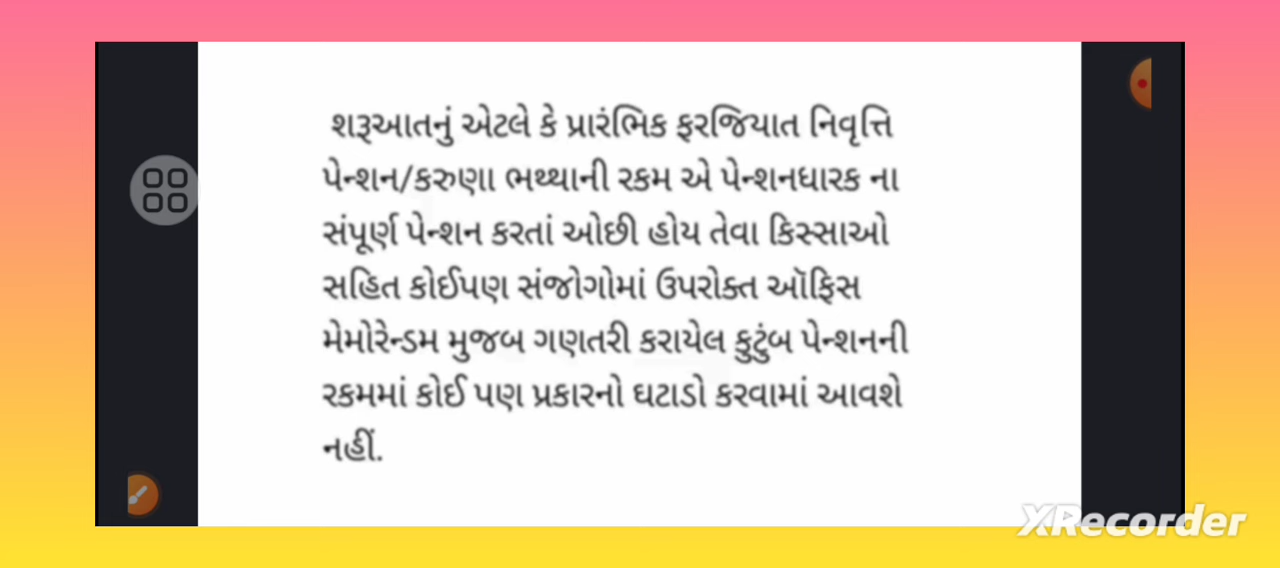 શરૂઆતનું એટલે કે પ્રારંભિક ફરજિયાત નિવૃત્તિ
પેન્શન/કરુણા ભથ્થાની રકમ એ પેન્શનધારક ના
સંપૂર્ણ પેન્શન કરતાં ઓછી હોય તેવા કિસ્સાઓ
સહિત કોઈપણ સંજોગોમાં ઉપરોક્ત ઑફિસ
મેમોરેન્ડમ મુજબ ગણતરી કરાયેલ કુટુંબ પેન્શનની
રકમમાં કોઈ પણ પ્રકારનો ઘટાડો કરવામાં આવશે
નહીં.
XRecorder